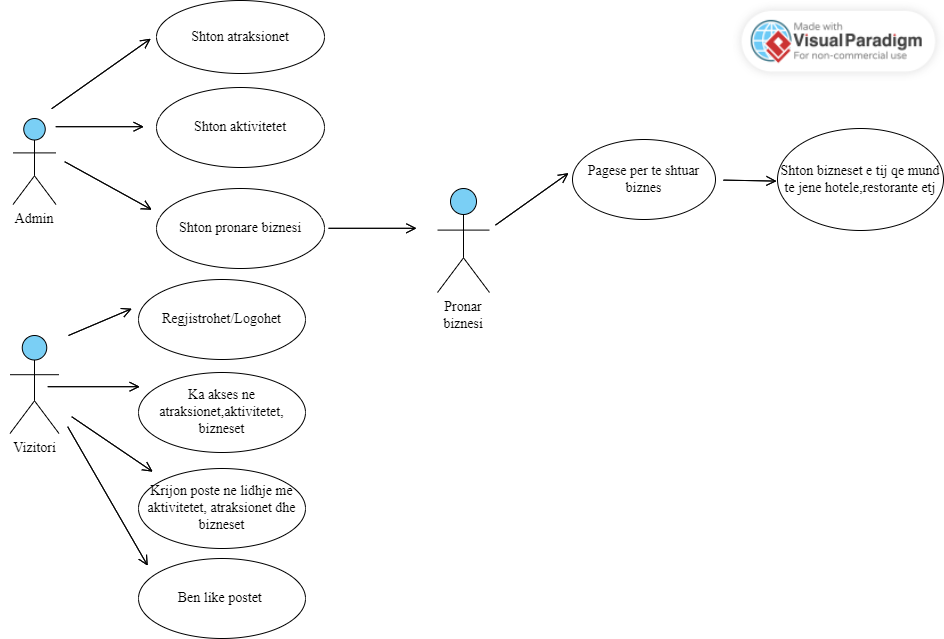 Shton atraksionet
Made with
Visual Paradigm
For non-commercial use
Shton aktivitetet
Admin
Shton pronare biznesi
Pagese per te shtuar
biznes
Shton bizneset e tij qe mund
te jene hotele,restorante etj
Pronar
biznesi
Regjistrohet/Logohet
Vizitori
Ka akses ne
atraksionet,aktivitetet,
bizneset
Krijon poste ne lidhje me
aktivitetet, atraksionet dhe
bizneset
Ben like postet